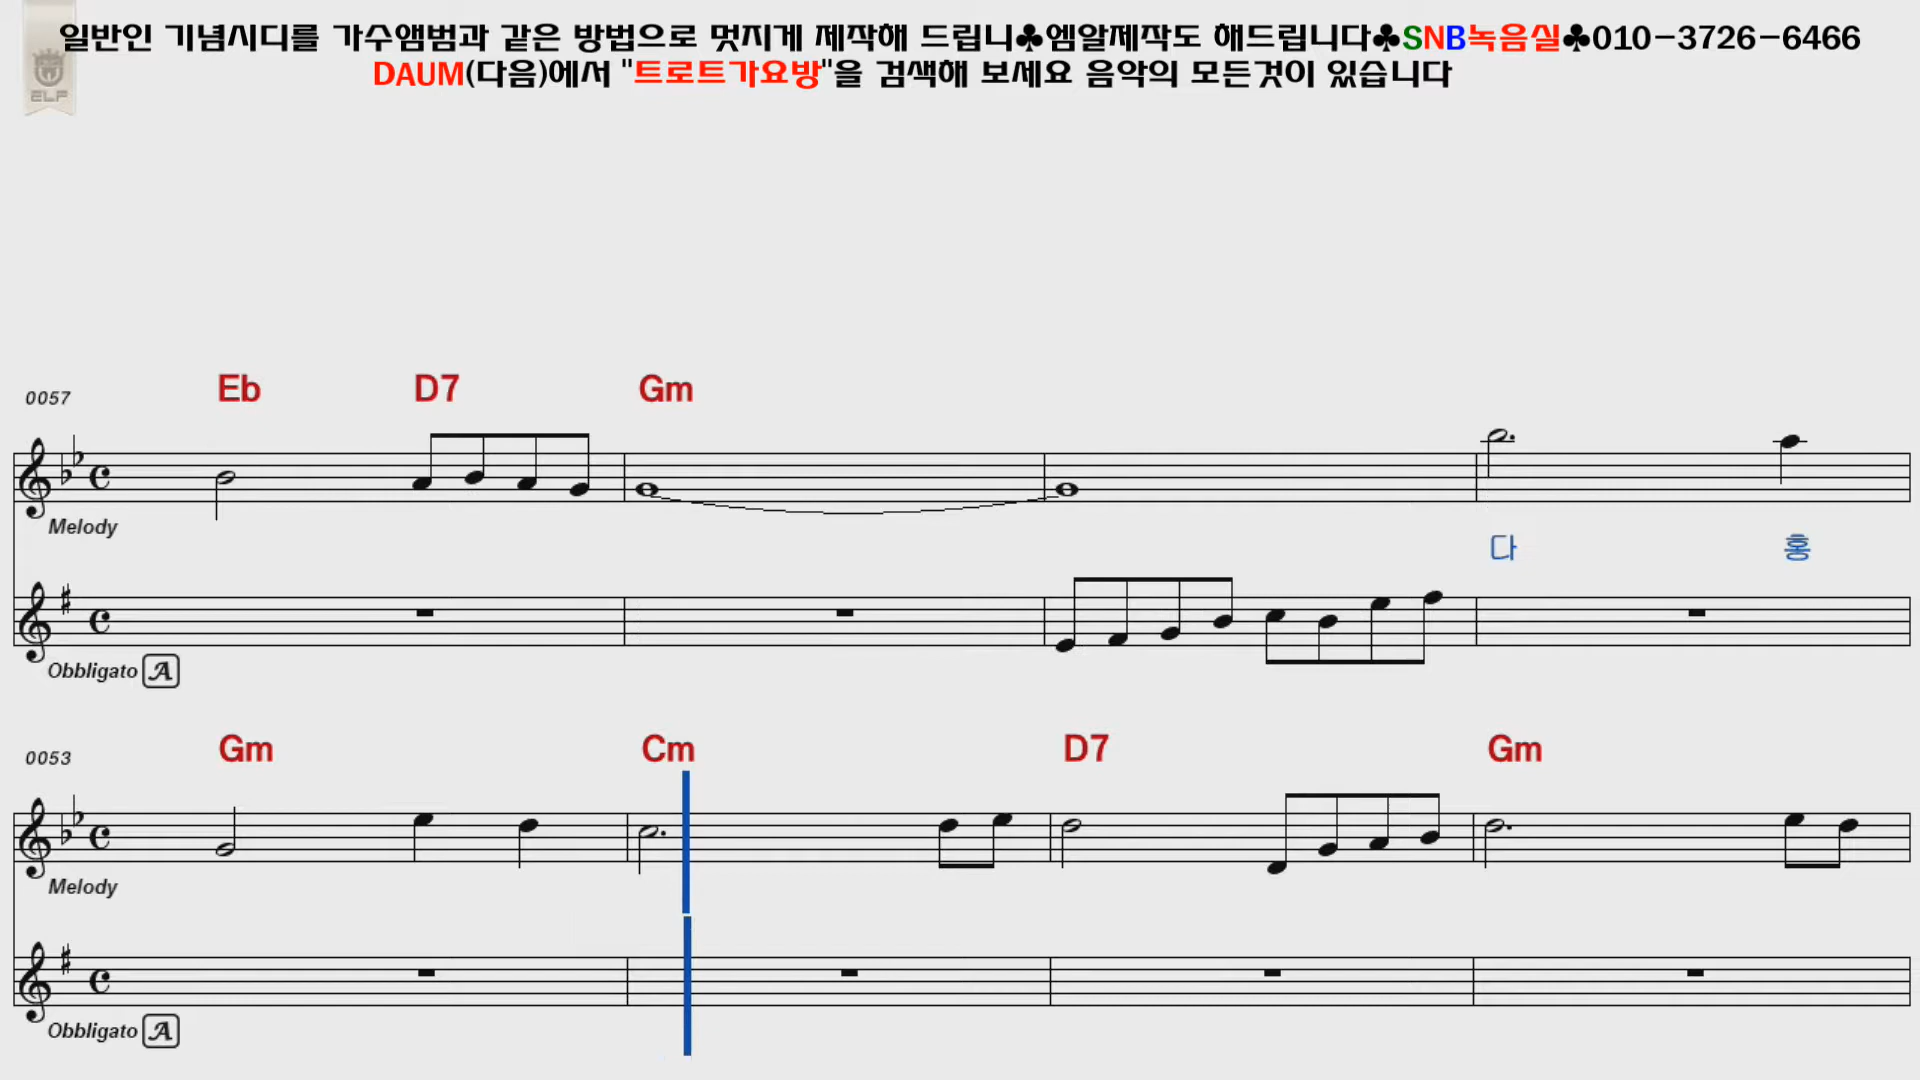 일반인 기념시디를 가수앨범과 같은 방법으로 멋지게 제작해 드립니♣엠알제작도 해드립니다♣SNB녹음실♣010-3726-6466
DAUM(다음)에서 "트로트가요방"을 검색해 보세요 음악의 모든것이 있습니다
ELF
0057 Eb D7 Gm
Melody
다 홍
Obbligato A
0053 Gm Cm D7 Gm
Melody
Obbligato A